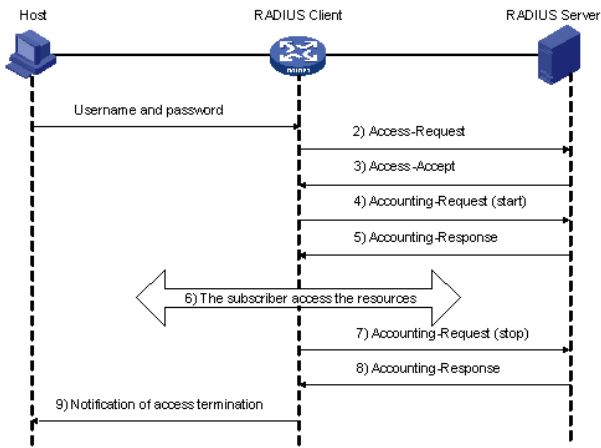 Host
RADIUS Client
RADIUS Server
Username and password
2) Access-Request
3) Access-Accept
4) Accounting-Request (start)
5) Accounting-Response
6) The subscriber access the resources
7) Accounting-Request (stop)
8) Accounting-Response
9) Notification of access termination